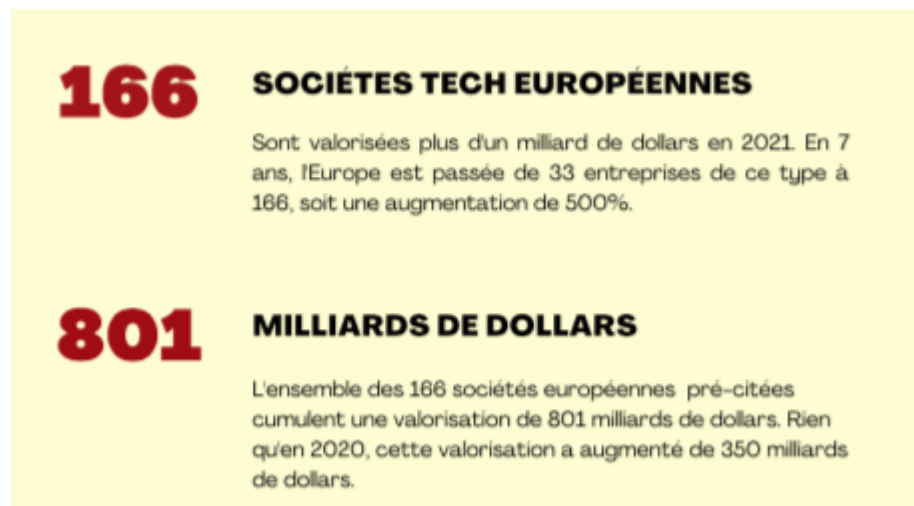 166
SOCIÉTES TECH EUROPÉENNES
Sont valorisées plus d'un milliard de dollars en 2021. En 7
ans, l'Europe est passée de 33 entreprises de ce type à
166, soit une augmentation de 500%.
801
MILLIARDS DE DOLLARS
L'ensemble des 166 sociétés européennes pré-citées
cumulent une valorisation de 801 milliards de dollars. Rien
qu'en 2020, cette valorisation a augmenté de 350 milliards
de dollars.